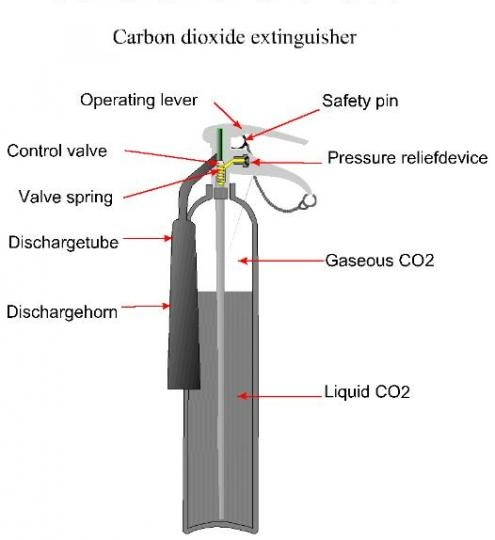 Carbon dioxide extinguisher
Operating lever
Safety pin
Control valve
Pressure reliefdevice
Valve spring
Dischargetube
Gaseous CO2
Dischargehorn
Liquid CO2